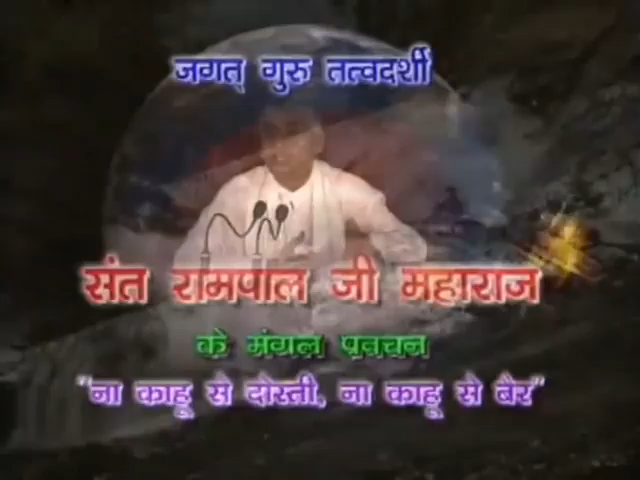 जगत् गुरु तत्वदर्शी
संत रामपाल जी महाराज
के मंगल प्रवचन
"ना काहू से दोस्ती, ना काहू से बैर"